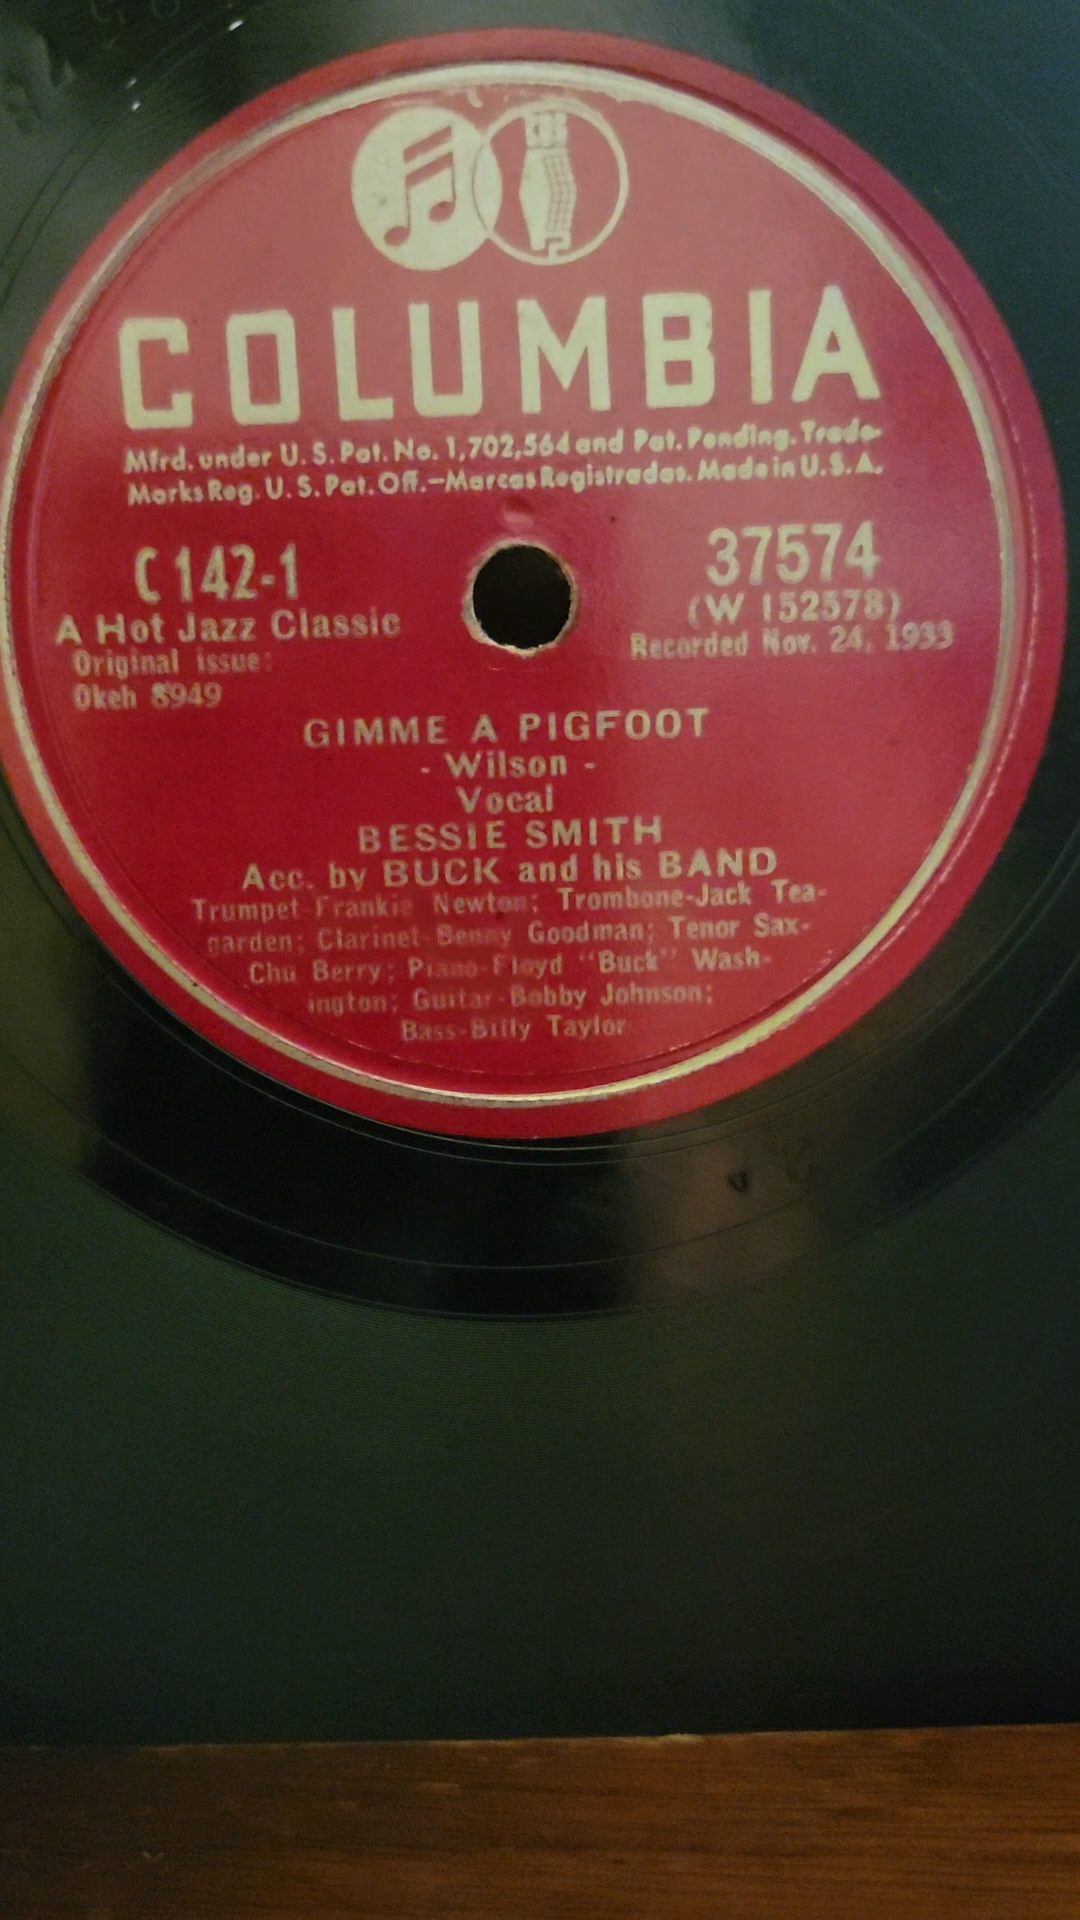 CBS
COLUMBIA
Mfrd. under U. S. Pat. No. 1,702,564 and Pat. Pending. Trade-
Marks Reg. U. S. Pat. Off.—Marcas Registradas. Made in U. S. A.
C 142-1
37574
(W 152578)
A Hot Jazz Classic
Recorded Nov. 24, 1933
Original issue:
Okeh 8949
GIMME A PIGFOOT
- Wilson -
Vocal
BESSIE SMITH
Acc. by BUCK and his BAND
Trumpet-Frankie Newton; Trombone-Jack Tea-
garden; Clarinet-Benny Goodman; Tenor Sax-
Chu Berry; Piano-Floyd "Buck" Wash-
ington; Guitar-Bobby Johnson;
Bass-Billy Taylor